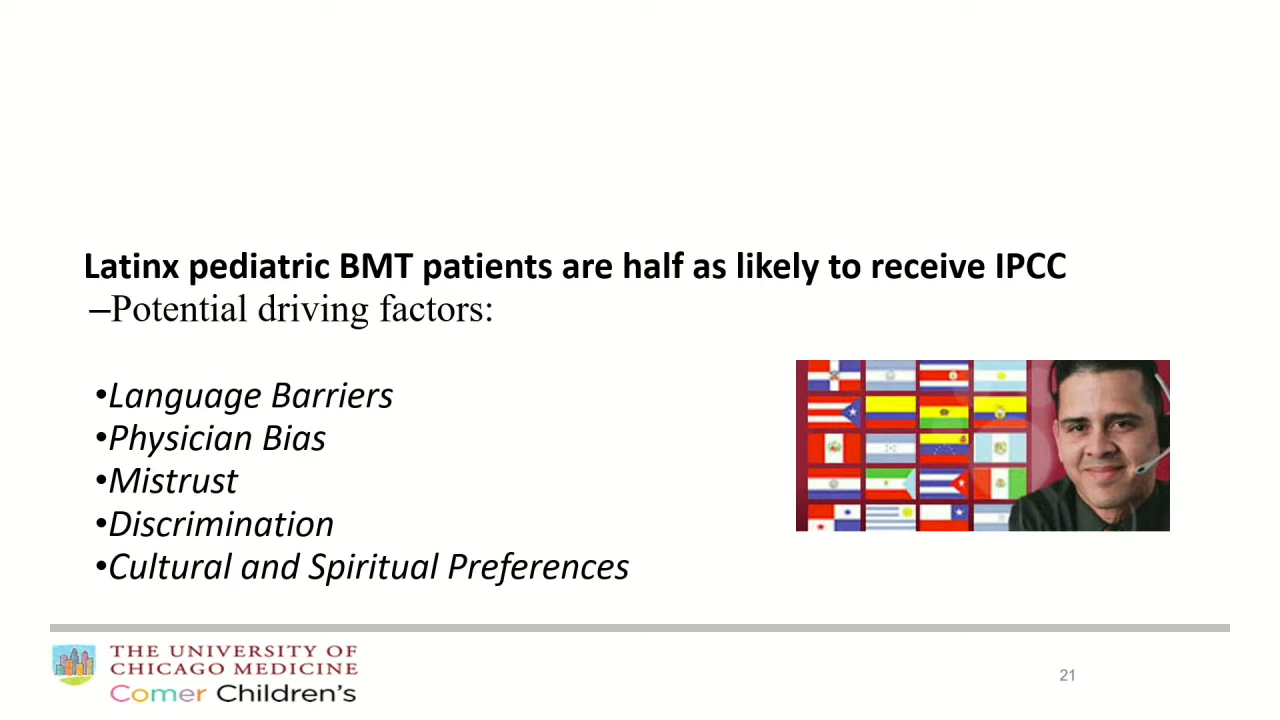 Latinx pediatric BMT patients are half as likely to receive IPCC
–Potential driving factors:
•Language Barriers
•Physician Bias
•Mistrust
•Discrimination
•Cultural and Spiritual Preferences
THE UNIVERSITY OF
CHICAGO MEDICINE
Comer Children's
21